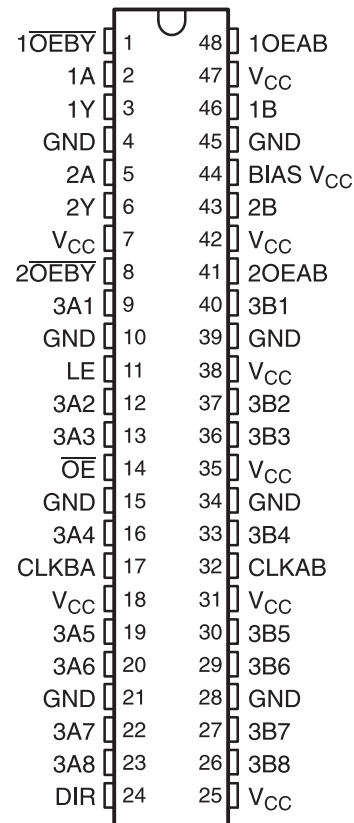 1O̅E̅B̅Y̅ 1 48 1OEAB
1A 2 47 VCC
1Y 3 46 1B
GND 4 45 GND
2A 5 44 BIAS VCC
2Y 6 43 2B
VCC 7 42 VCC
2O̅E̅B̅Y̅ 8 41 2OEAB
3A1 9 40 3B1
GND 10 39 GND
LE 11 38 VCC
3A2 12 37 3B2
3A3 13 36 3B3
O̅E̅ 14 35 VCC
GND 15 34 GND
3A4 16 33 3B4
CLKBA 17 32 CLKAB
VCC 18 31 VCC
3A5 19 30 3B5
3A6 20 29 3B6
GND 21 28 GND
3A7 22 27 3B7
3A8 23 26 3B8
DIR 24 25 VCC